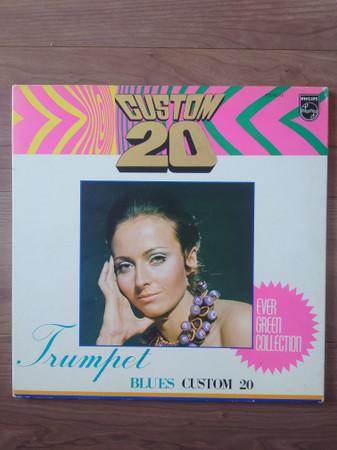 CUSTOM
20
PHILIPS
EVER
GREEN
COLLECTION
Trumpet
BLUES CUSTOM 20